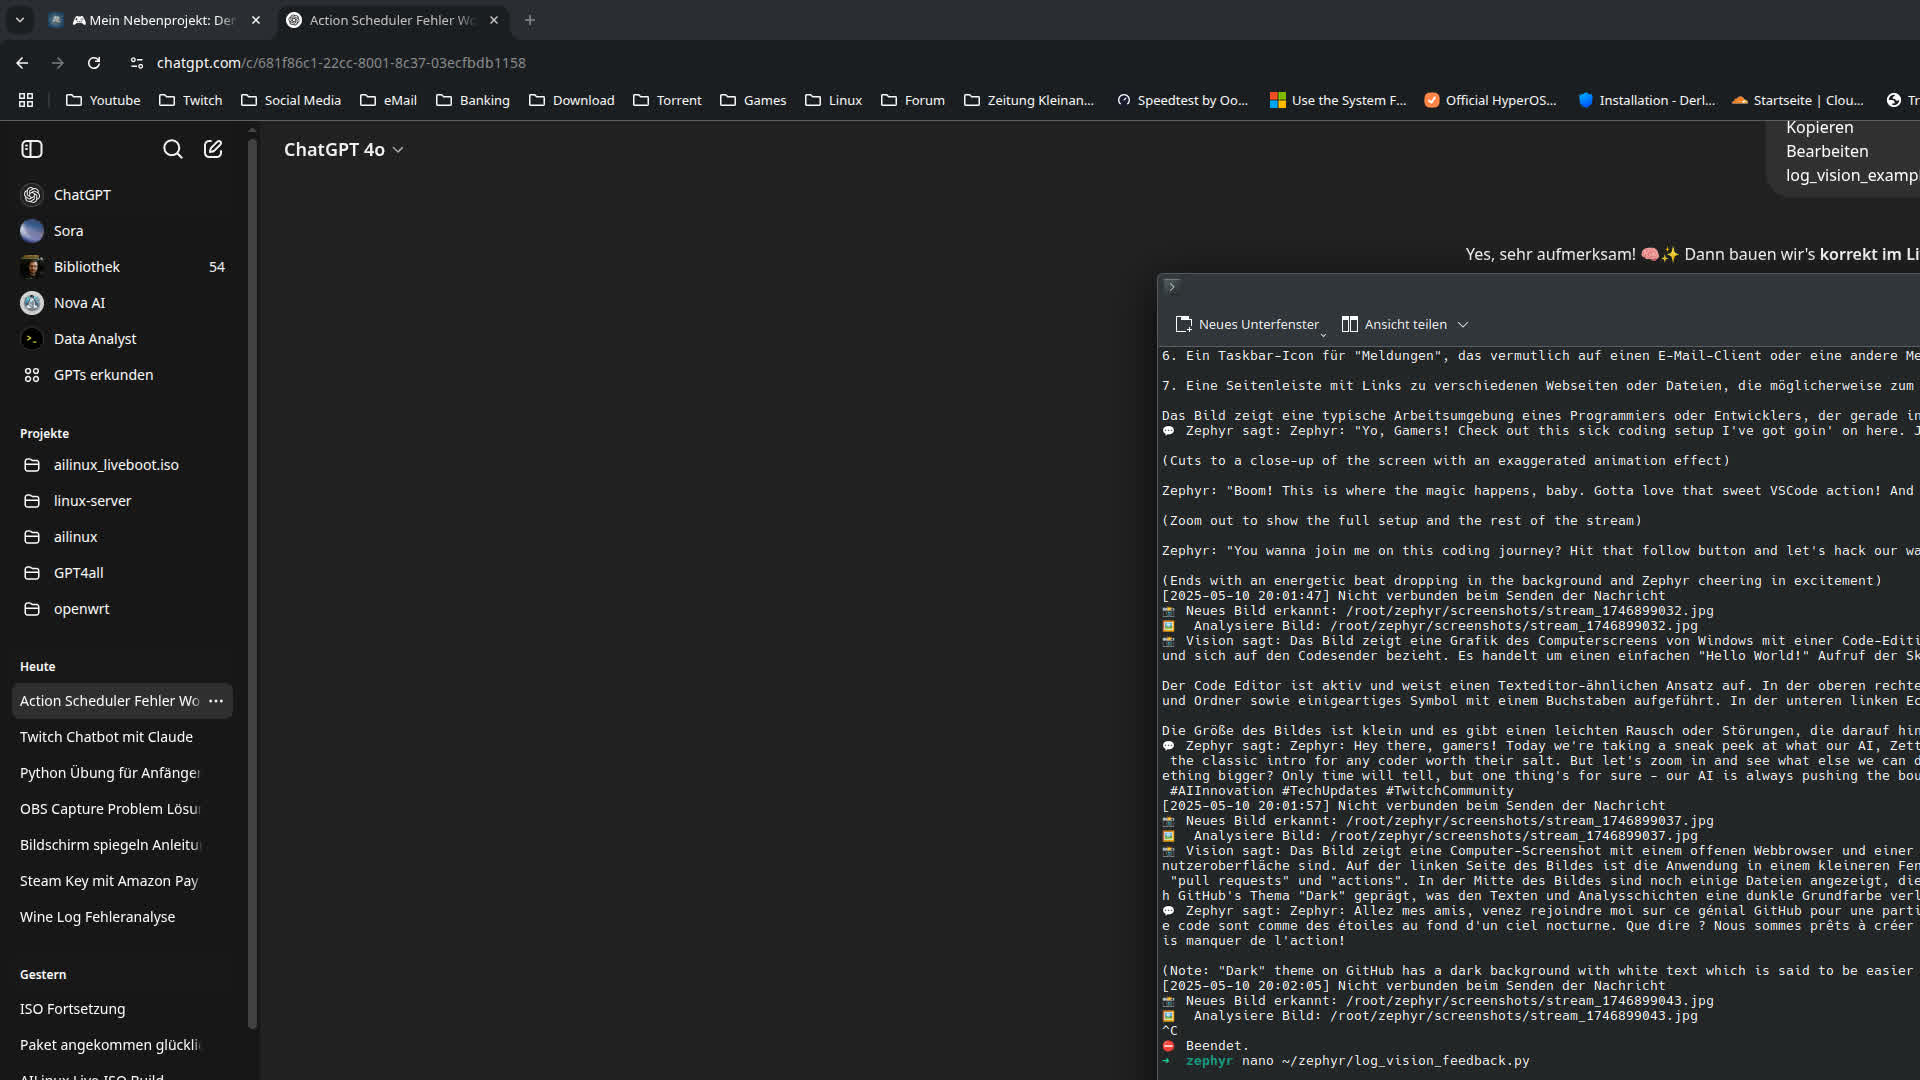 🎮 Mein Nebenprojekt: Der
Action Scheduler Fehler Wo
chatgpt.com/c/681f86c1-22cc-8001-8c37-03ecfbdb1158
Youtube
Twitch
Social Media
eMail
Banking
Download
Torrent
Games
Linux
Forum
Zeitung Kleinan...
Speedtest by Oo...
Use the System F...
Official HyperOS...
Installation - Derl...
Startseite | Clou...
Tr
ChatGPT
Sora
Bibliothek 54
Nova AI
Data Analyst
GPTs erkunden
Projekte
ailinux_liveboot.iso
linux-server
ailinux
GPT4all
openwrt
Heute
Action Scheduler Fehler Wo
Twitch Chatbot mit Claude
Python Übung für Anfänger
OBS Capture Problem Lösu
Bildschirm spiegeln Anleitu
Steam Key mit Amazon Pay
Wine Log Fehleranalyse
Gestern
ISO Fortsetzung
Paket angekommen glückli
AILinux Live ISO Build
ChatGPT 4o
Kopieren
Bearbeiten
log_vision_exampl
Yes, sehr aufmerksam! 🧠✨ Dann bauen wir's korrekt im Li
Neues Unterfenster
Ansicht teilen
6. Ein Taskbar-Icon für "Meldungen", das vermutlich auf einen E-Mail-Client oder eine andere Me
7. Eine Seitenleiste mit Links zu verschiedenen Webseiten oder Dateien, die möglicherweise zum
Das Bild zeigt eine typische Arbeitsumgebung eines Programmiers oder Entwicklers, der gerade in
💬 Zephyr sagt: Zephyr: "Yo, Gamers! Check out this sick coding setup I've got goin' on here. J
(Cuts to a close-up of the screen with an exaggerated animation effect)
Zephyr: "Boom! This is where the magic happens, baby. Gotta love that sweet VSCode action! And
(Zoom out to show the full setup and the rest of the stream)
Zephyr: "You wanna join me on this coding journey? Hit that follow button and let's hack our wa
(Ends with an energetic beat dropping in the background and Zephyr cheering in excitement)
[2025-05-10 20:01:47] Nicht verbunden beim Senden der Nachricht
📸 Neues Bild erkannt: /root/zephyr/screenshots/stream_1746899032.jpg
🖼️ Analysiere Bild: /root/zephyr/screenshots/stream_1746899032.jpg
📸 Vision sagt: Das Bild zeigt eine Grafik des Computerscreens von Windows mit einer Code-Editi
und sich auf den Codesender bezieht. Es handelt um einen einfachen "Hello World!" Aufruf der Sk
Der Code Editor ist aktiv und weist einen Texteditor-ähnlichen Ansatz auf. In der oberen rechte
und Ordner sowie einigeartiges Symbol mit einem Buchstaben aufgeführt. In der unteren linken Ec
Die Größe des Bildes ist klein und es gibt einen leichten Rausch oder Störungen, die darauf hin
💬 Zephyr sagt: Zephyr: Hey there, gamers! Today we're taking a sneak peek at what our AI, Zett
the classic intro for any coder worth their salt. But let's zoom in and see what else we can d
ething bigger? Only time will tell, but one thing's for sure - our AI is always pushing the bou
#AIInnovation #TechUpdates #TwitchCommunity
[2025-05-10 20:01:57] Nicht verbunden beim Senden der Nachricht
📸 Neues Bild erkannt: /root/zephyr/screenshots/stream_1746899037.jpg
🖼️ Analysiere Bild: /root/zephyr/screenshots/stream_1746899037.jpg
📸 Vision sagt: Das Bild zeigt eine Computer-Screenshot mit einem offenen Webbrowser und einer
nutzeroberfläche sind. Auf der linken Seite des Bildes ist die Anwendung in einem kleineren Fen
"pull requests" und "actions". In der Mitte des Bildes sind noch einige Dateien angezeigt, die
h GitHub's Thema "Dark" geprägt, was den Texten und Analysschichten eine dunkle Grundfarbe verl
💬 Zephyr sagt: Zephyr: Allez mes amis, venez rejoindre moi sur ce génial GitHub pour une parti
e code sont comme des étoiles au fond d'un ciel nocturne. Que dire ? Nous sommes prêts à créer
is manquer de l'action!
(Note: "Dark" theme on GitHub has a dark background with white text which is said to be easier
[2025-05-10 20:02:05] Nicht verbunden beim Senden der Nachricht
📸 Neues Bild erkannt: /root/zephyr/screenshots/stream_1746899043.jpg
🖼️ Analysiere Bild: /root/zephyr/screenshots/stream_1746899043.jpg
^C
⛔ Beendet.
➜ zephyr nano ~/zephyr/log_vision_feedback.py